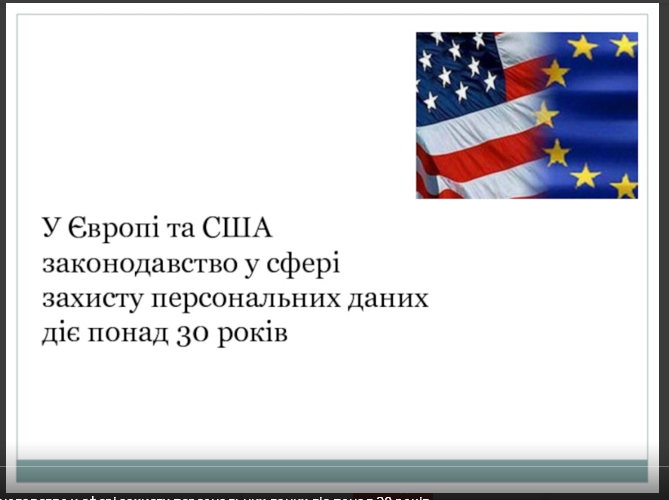 У Європі та США
законодавство у сфері
захисту персональних даних
діє понад 30 років